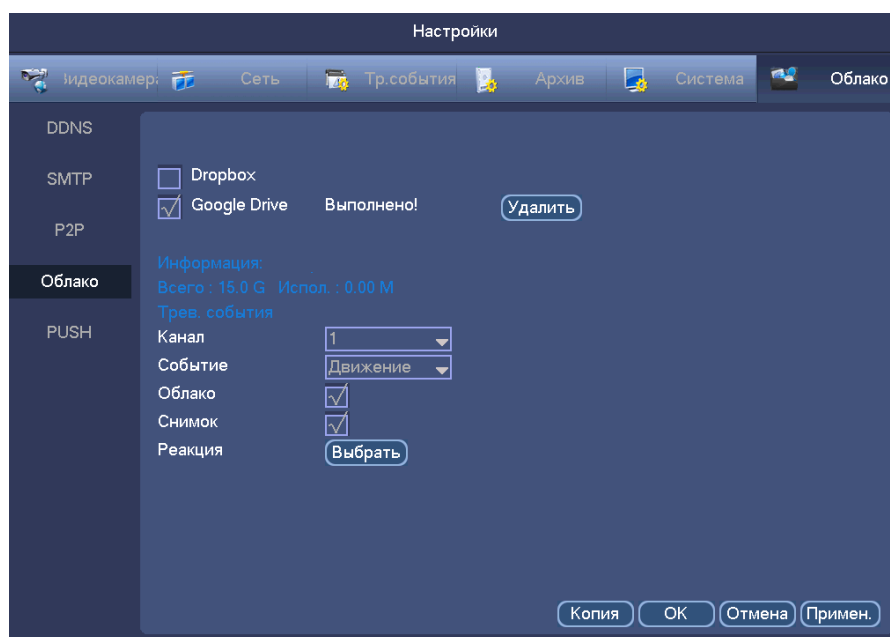 Настройки
Видеокамер Сеть Тр.события Архив Система Облако
DDNS
SMTP
P2P
Облако
PUSH
Dropbox
Google Drive Выполнено! Удалить
Информация:
Всего : 15.0 G Испол. : 0.00 M
Трев. события
Канал 1
Событие Движение
Облако
Снимок
Реакция Выбрать
Копия OK Отмена Примен.